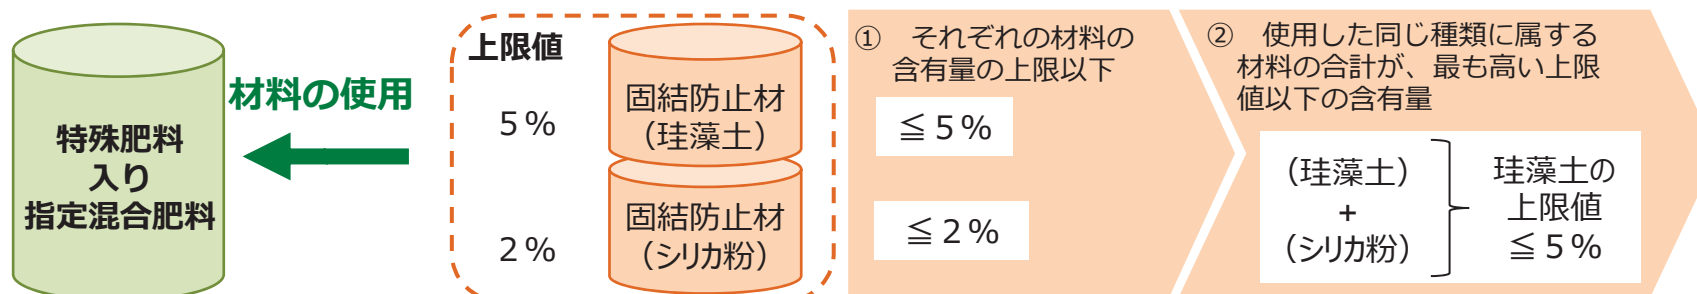 特殊肥料
入り
指定混合肥料
材料の使用
上限値
5%
2%
固結防止材
（珪藻土）
固結防止材
（シリカ粉）
① それぞれの材料の
含有量の上限以下
≦5%
≦2%
② 使用した同じ種類に属する
材料の合計が、最も高い上限
値以下の含有量
（珪藻土）
+
（シリカ粉）
珪藻土の
上限値
≦5%